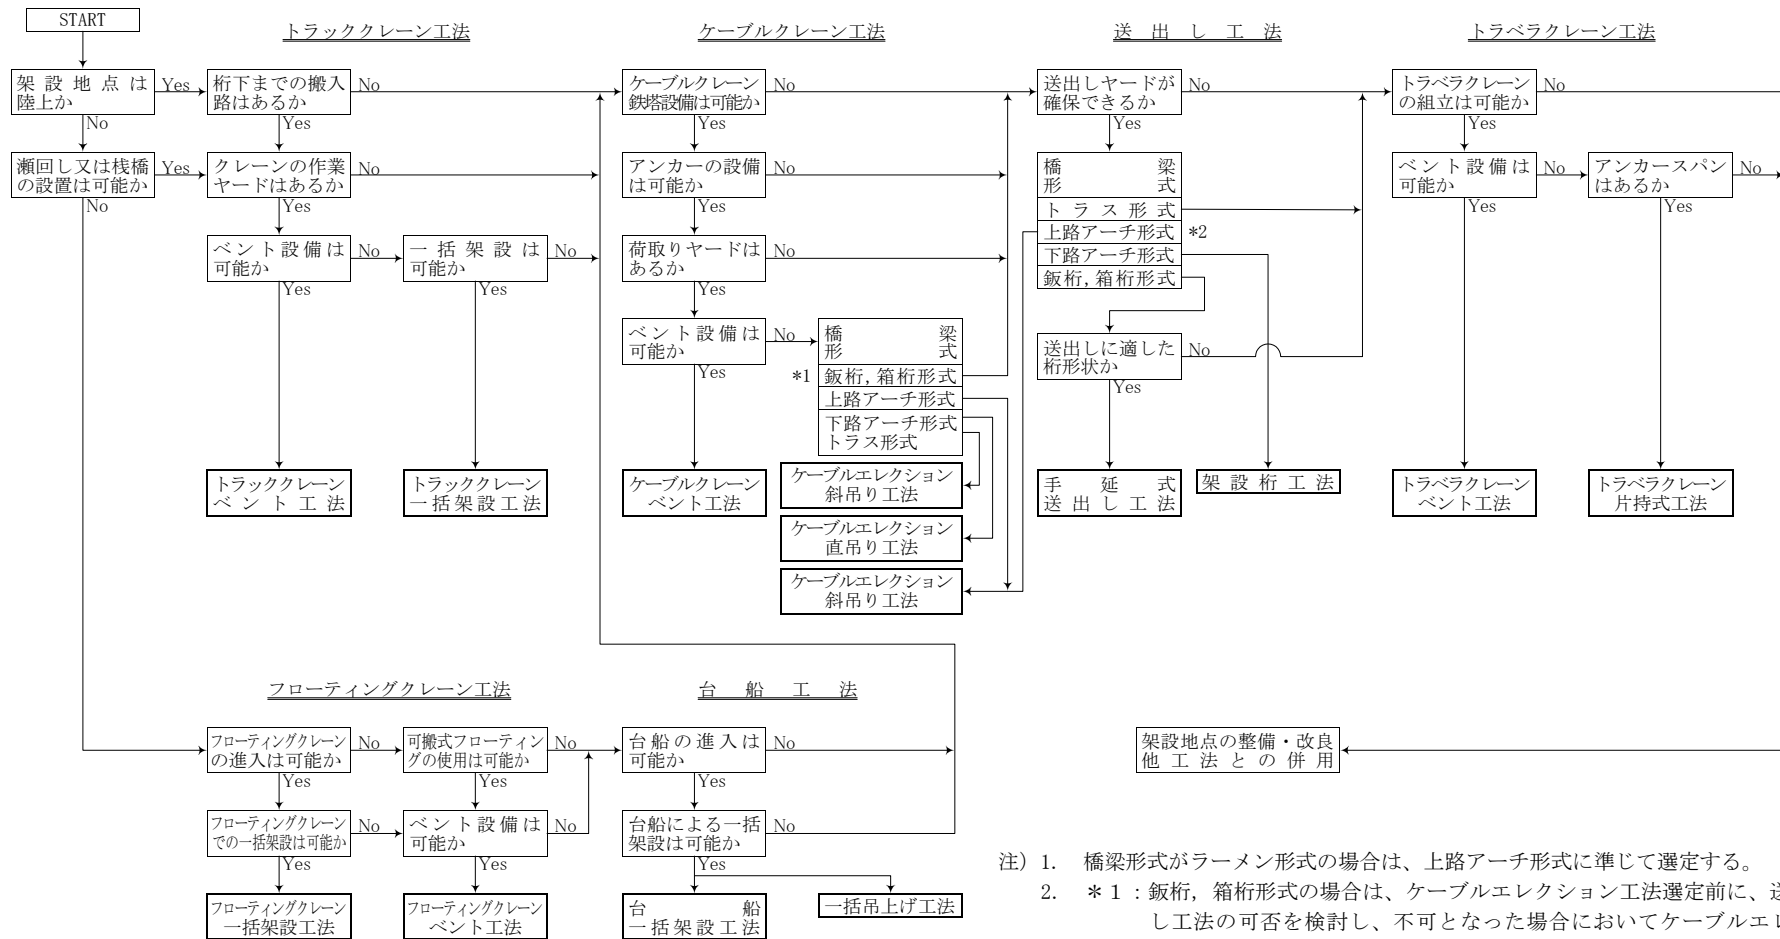 START
トラッククレーン工法
ケーブルクレーン工法
送出し工法
トラベラクレーン工法
架設地点は
陸上か
Yes
No
桁下までの搬入
路はあるか
No
Yes
ケーブルクレーン
鉄塔設備は可能か
No
Yes
送出しヤードが
確保できるか
No
Yes
トラベラクレーン
の組立は可能か
No
Yes
瀬回し又は桟橋
の設置は可能か
Yes
No
クレーンの作業
ヤードはあるか
No
Yes
アンカーの設備
は可能か
No
Yes
橋梁
形式
トラス形式
上路アーチ形式 *2
下路アーチ形式
鈑桁,箱桁形式
ベント設備は
可能か
No
Yes
アンカースパン
はあるか
No
Yes
ベント設備は
可能か
No
Yes
一括架設は
可能か
No
Yes
荷取りヤードは
あるか
No
Yes
ベント設備は
可能か
No
Yes
橋梁
形式
*1 鈑桁,箱桁形式
上路アーチ形式
下路アーチ形式
トラス形式
送出しに適した
桁形状か
No
Yes
トラッククレーン
ベント工法
トラッククレーン
一括架設工法
ケーブルクレーン
ベント工法
ケーブルエレクション
斜吊り工法
ケーブルエレクション
直吊り工法
ケーブルエレクション
斜吊り工法
手延式
送出し工法
架設桁工法
トラベラクレーン
ベント工法
トラベラクレーン
片持式工法
フローティングクレーン工法
台船工法
フローティングクレーン
の進入は可能か
No
Yes
可搬式フローティン
グの使用は可能か
No
Yes
台船の進入は
可能か
No
Yes
架設地点の整備・改良
他工法との併用
フローティングクレーン
での一括架設は可能か
No
Yes
ベント設備は
可能か
No
Yes
台船による一括
架設は可能か
No
Yes
フローティングクレーン
一括架設工法
フローティングクレーン
ベント工法
台船
一括架設工法
一括吊上げ工法
注）1. 橋梁形式がラーメン形式の場合は、上路アーチ形式に準じて選定する。
2. ＊１：鈑桁，箱桁形式の場合は、ケーブルエレクション工法選定前に、送
し工法の可否を検討し、不可となった場合においてケーブルエレ